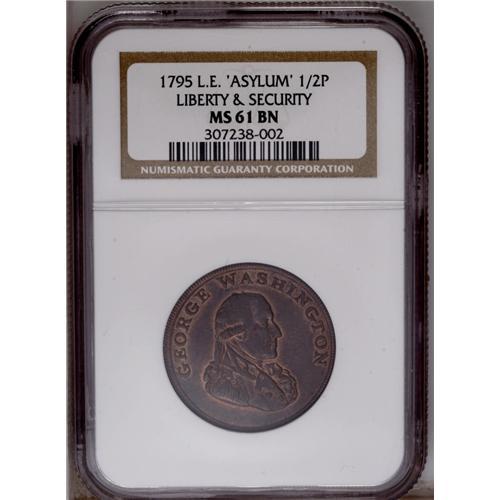 1795 L.E. 'ASYLUM' 1/2P
LIBERTY & SECURITY
MS 61 BN
307238-002
NUMISMATIC GUARANTY CORPORATION
GEORGE WASHINGTON